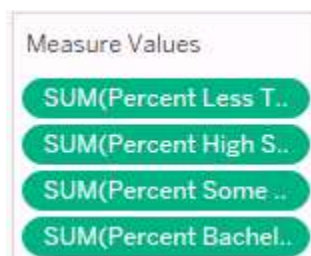 Measure Values
SUM(Percent Less T..
SUM(Percent High S..
SUM(Percent Some ..
SUM(Percent Bachel..